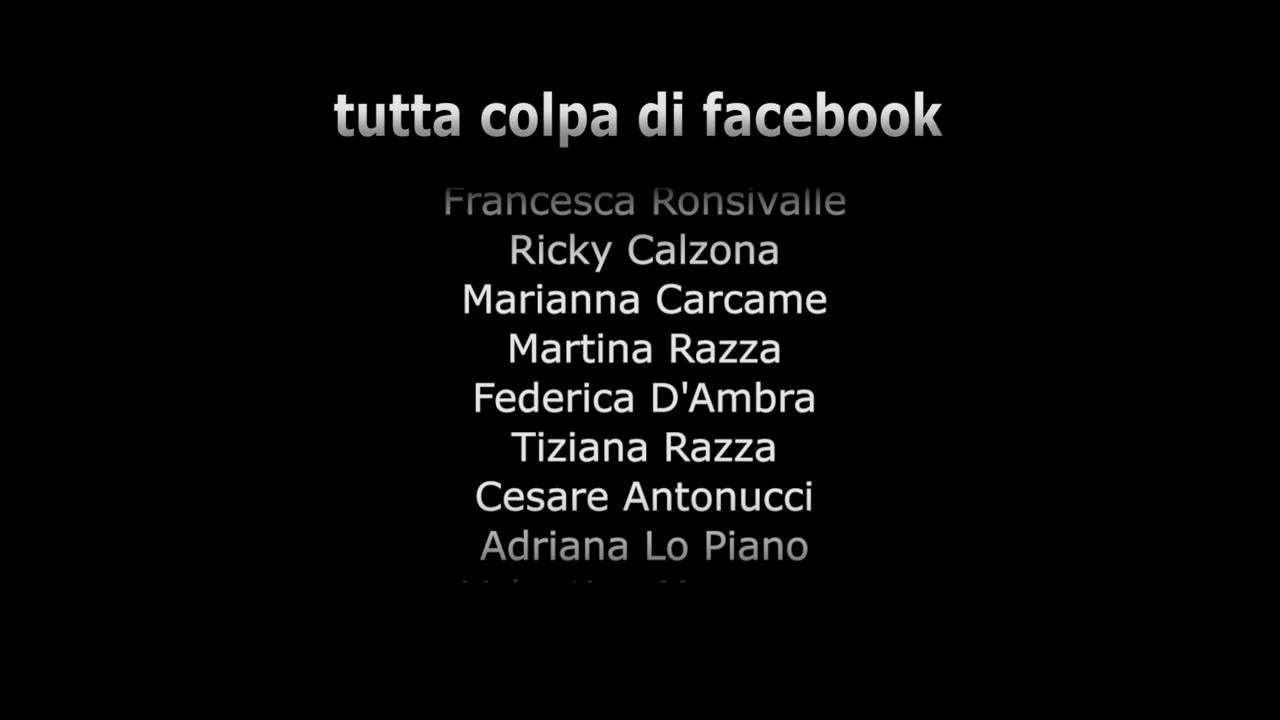 tutta colpa di facebook
Francesca Ronsivalle
Ricky Calzona
Marianna Carcame
Martina Razza
Federica D'Ambra
Tiziana Razza
Cesare Antonucci
Adriana Lo Piano